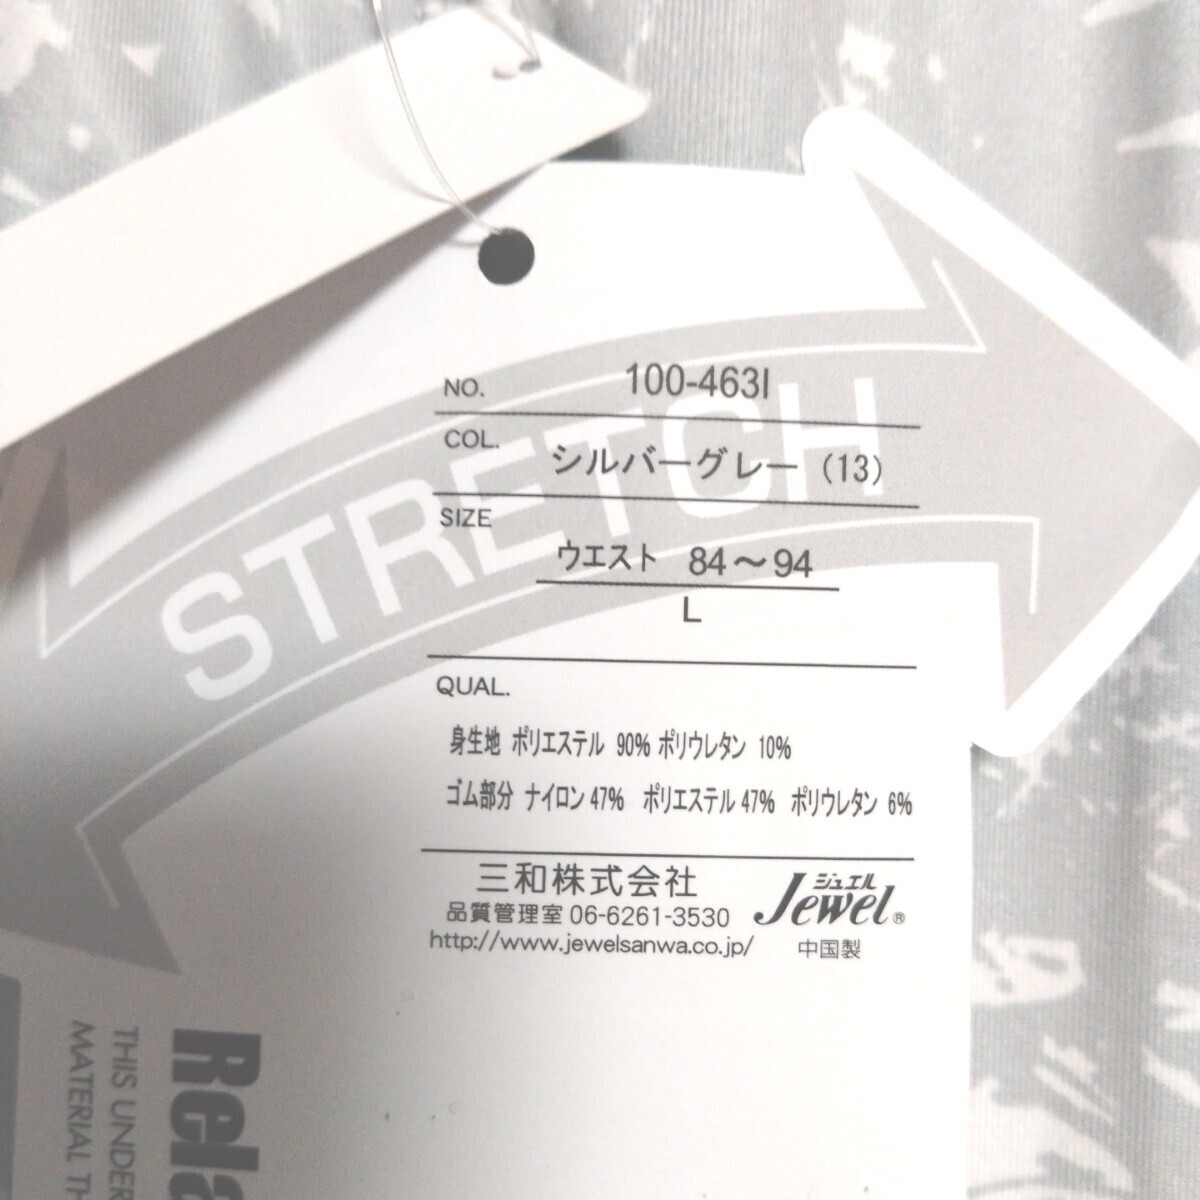 STRETCH
NO. 100-463I
COL. シルバーグレー (13)
SIZE
ウエスト 84～94
L
QUAL.
身生地 ポリエステル 90% ポリウレタン 10%
ゴム部分 ナイロン 47% ポリエステル 47% ポリウレタン 6%
三和株式会社
品質管理室 06-6261-3530
http://www.jewelsanwa.co.jp/
ジュエル
Jewel®
中国製
Rela
THIS UNDER
MATERIAL TH